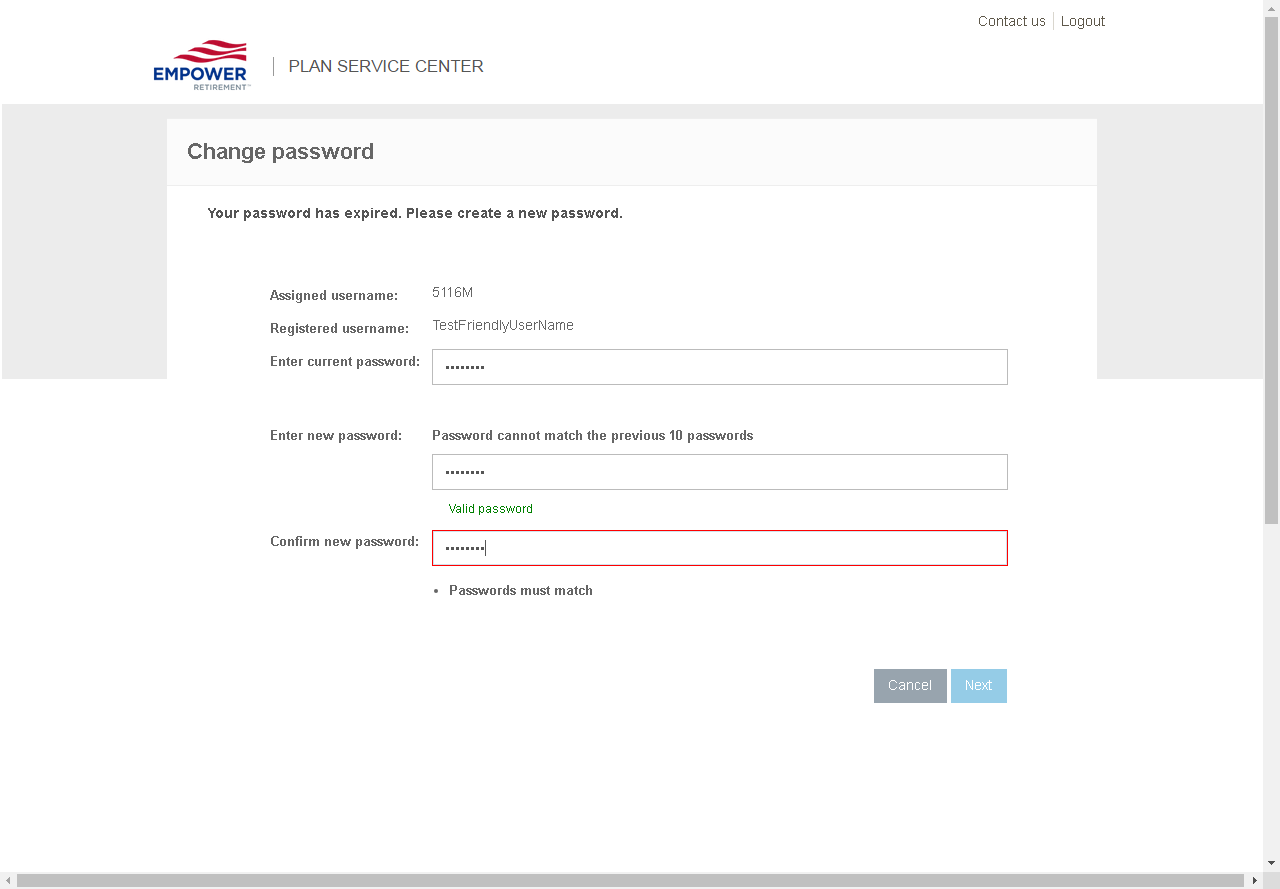 Contact us Logout
EMPOWER
RETIREMENT™
PLAN SERVICE CENTER
Change password
Your password has expired. Please create a new password.
Assigned username: 5116M
Registered username: TestFriendlyUserName
Enter current password: ••••••••
Enter new password: Password cannot match the previous 10 passwords
••••••••
Valid password
Confirm new password: ••••••••
• Passwords must match
Cancel Next